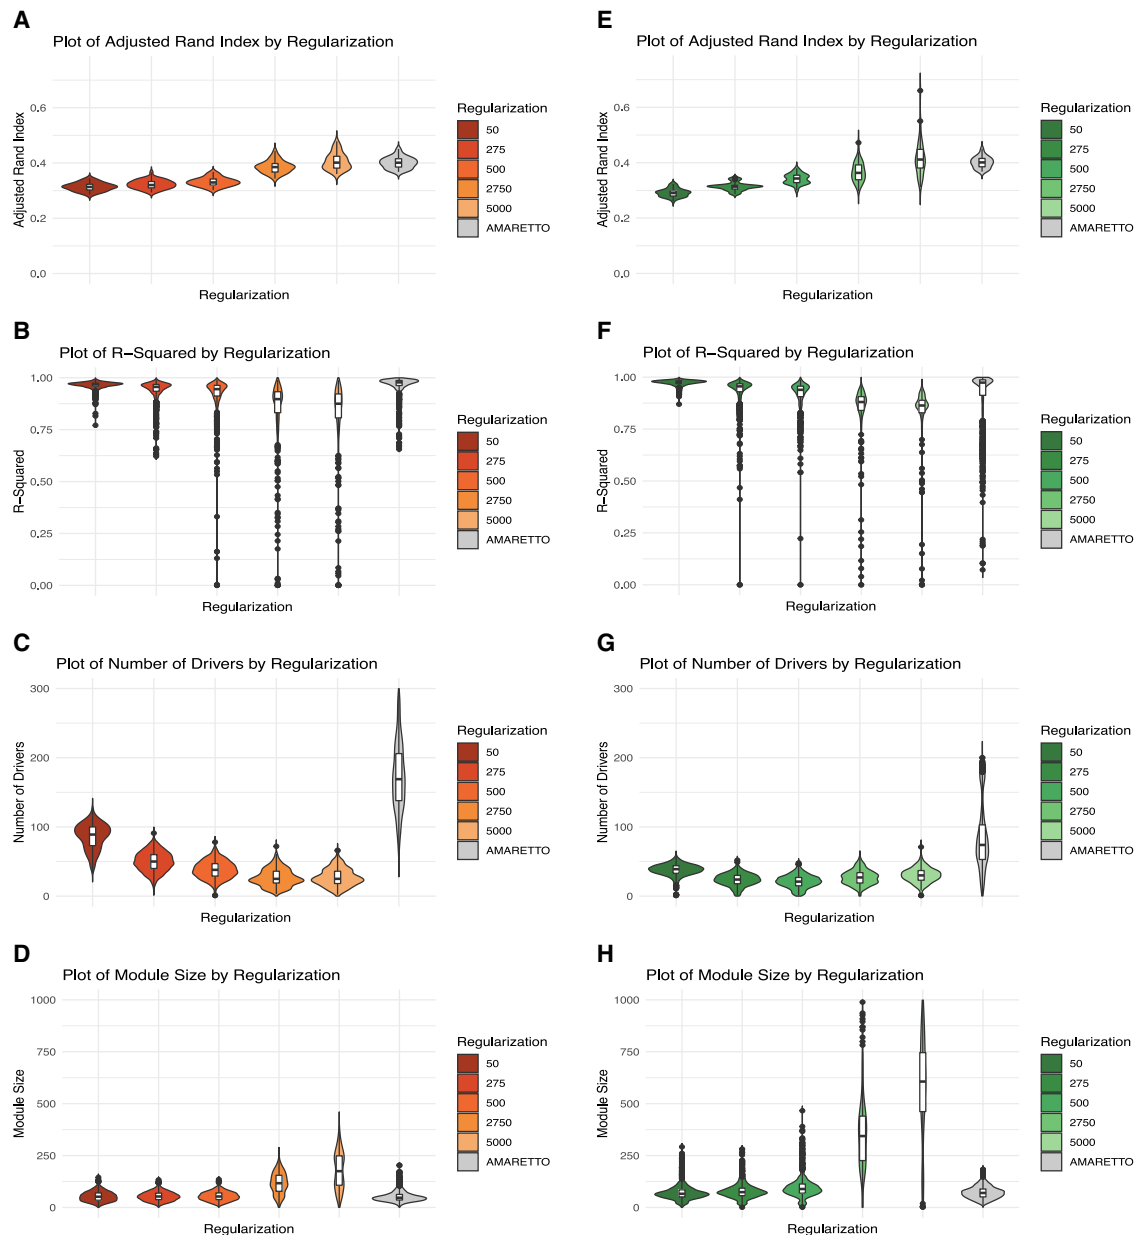 A
Plot of Adjusted Rand Index by Regularization
Adjusted Rand Index
0.6
0.4
0.2
0.0
Regularization
Regularization
50
275
500
2750
5000
AMARETTO
E
Plot of Adjusted Rand Index by Regularization
Adjusted Rand Index
0.6
0.4
0.2
0.0
Regularization
Regularization
50
275
500
2750
5000
AMARETTO
B
Plot of R−Squared by Regularization
R−Squared
1.00
0.75
0.50
0.25
0.00
Regularization
Regularization
50
275
500
2750
5000
AMARETTO
F
Plot of R−Squared by Regularization
R−Squared
1.00
0.75
0.50
0.25
0.00
Regularization
Regularization
50
275
500
2750
5000
AMARETTO
C
Plot of Number of Drivers by Regularization
Number of Drivers
300
200
100
0
Regularization
Regularization
50
275
500
2750
5000
AMARETTO
G
Plot of Number of Drivers by Regularization
Number of Drivers
300
200
100
0
Regularization
Regularization
50
275
500
2750
5000
AMARETTO
D
Plot of Module Size by Regularization
Module Size
1000
750
500
250
0
Regularization
Regularization
50
275
500
2750
5000
AMARETTO
H
Plot of Module Size by Regularization
Module Size
1000
750
500
250
0
Regularization
Regularization
50
275
500
2750
5000
AMARETTO